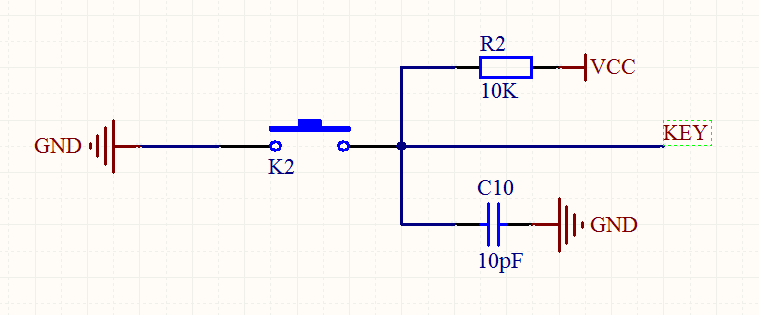 R2
VCC
10K
KEY
GND
K2
C10
GND
10pF